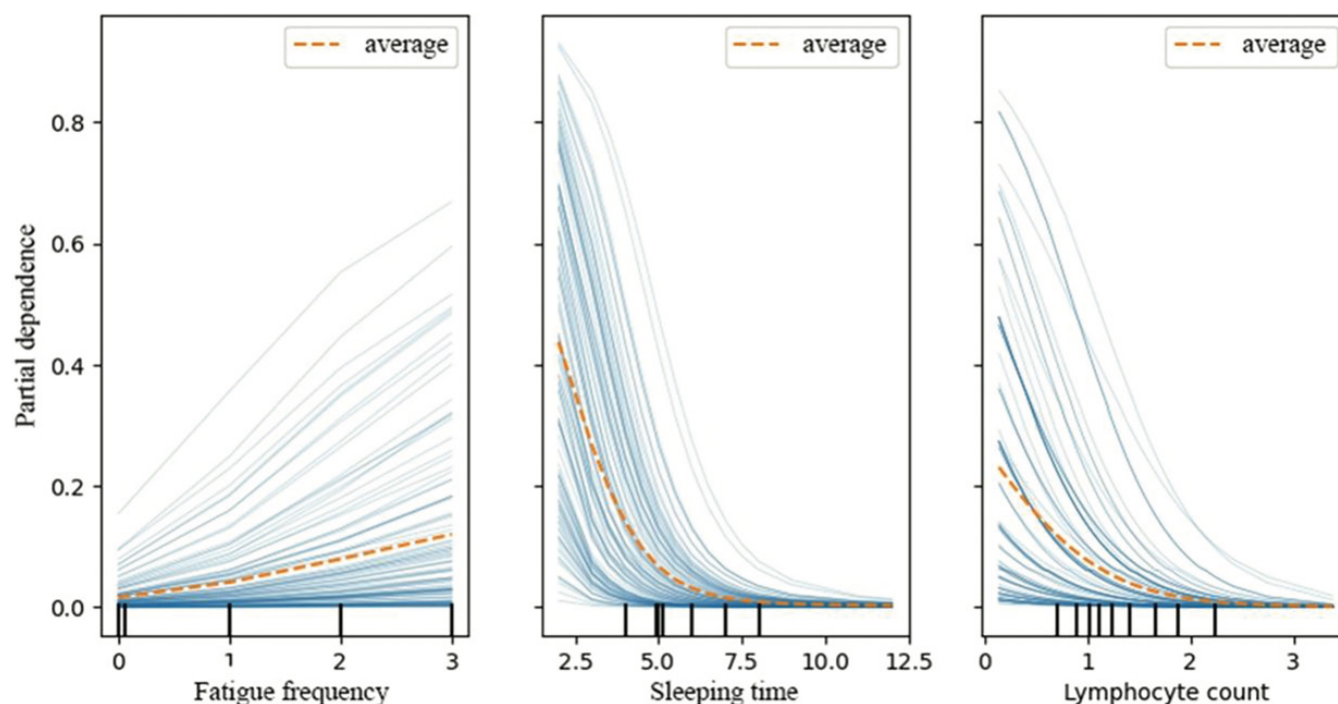 average
average
average
Partial dependence
0.8
0.6
0.4
0.2
0.0
0 1 2 3
2.5 5.0 7.5 10.0 12.5
0 1 2 3
Fatigue frequency
Sleeping time
Lymphocyte count